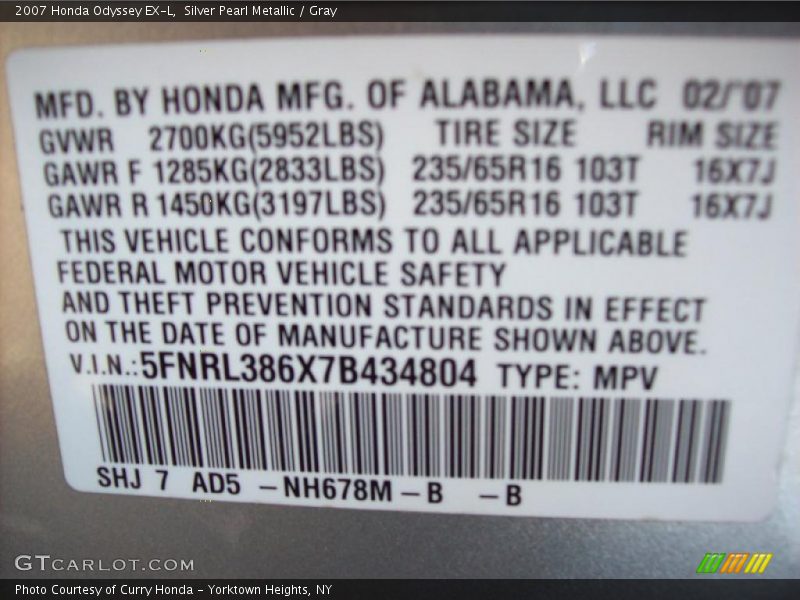 2007 Honda Odyssey EX-L, Silver Pearl Metallic / Gray
MFD. BY HONDA MFG. OF ALABAMA, LLC 02/'07
GVWR 2700KG(5952LBS) TIRE SIZE RIM SIZE
GAWR F 1285KG(2833LBS) 235/65R16 103T 16X7J
GAWR R 1450KG(3197LBS) 235/65R16 103T 16X7J
THIS VEHICLE CONFORMS TO ALL APPLICABLE
FEDERAL MOTOR VEHICLE SAFETY
AND THEFT PREVENTION STANDARDS IN EFFECT
ON THE DATE OF MANUFACTURE SHOWN ABOVE.
V.I.N.:5FNRL386X7B434804 TYPE: MPV
SHJ 7 AD5 –NH678M–B –B
GTCARLOT.COM
Photo Courtesy of Curry Honda - Yorktown Heights, NY